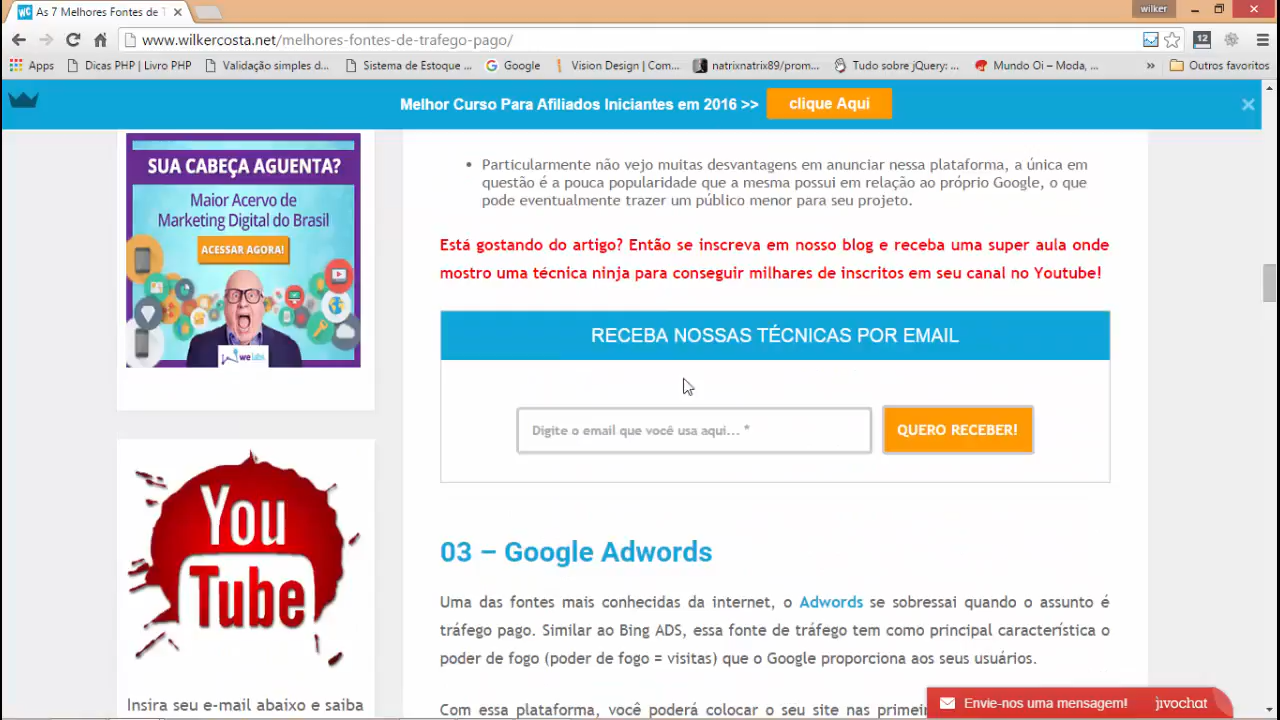 As 7 Melhores Fontes de T
wilker
www.wilkercosta.net/melhores-fontes-de-trafego-pago/
12
Apps
Dicas PHP | Livro PHP
Validação simples d...
Sistema de Estoque ...
Google
Vision Design | Com...
natrixnatrix89/prom...
Tudo sobre jQuery: ...
Mundo Oi – Moda, ...
»
Outros favoritos
Melhor Curso Para Afiliados Iniciantes em 2016 >>
clique Aqui
SUA CABEÇA AGUENTA?
Maior Acervo de
Marketing Digital do Brasil
ACESSAR AGORA!
we labs
You
Tube
Insira seu e-mail abaixo e saiba
• Particularmente não vejo muitas desvantagens em anunciar nessa plataforma, a única em
questão é a pouca popularidade que a mesma possui em relação ao próprio Google, o que
pode eventualmente trazer um público menor para seu projeto.
Está gostando do artigo? Então se inscreva em nosso blog e receba uma super aula onde
mostro uma técnica ninja para conseguir milhares de inscritos em seu canal no Youtube!
RECEBA NOSSAS TÉCNICAS POR EMAIL
Digite o email que você usa aqui... *
QUERO RECEBER!
03 – Google Adwords
Uma das fontes mais conhecidas da internet, o Adwords se sobressai quando o assunto é
tráfego pago. Similar ao Bing ADS, essa fonte de tráfego tem como principal característica o
poder de fogo (poder de fogo = visitas) que o Google proporciona aos seus usuários.
Com essa plataforma, você poderá colocar o seu site nas primei
Envie-nos uma mensagem!
jivochat